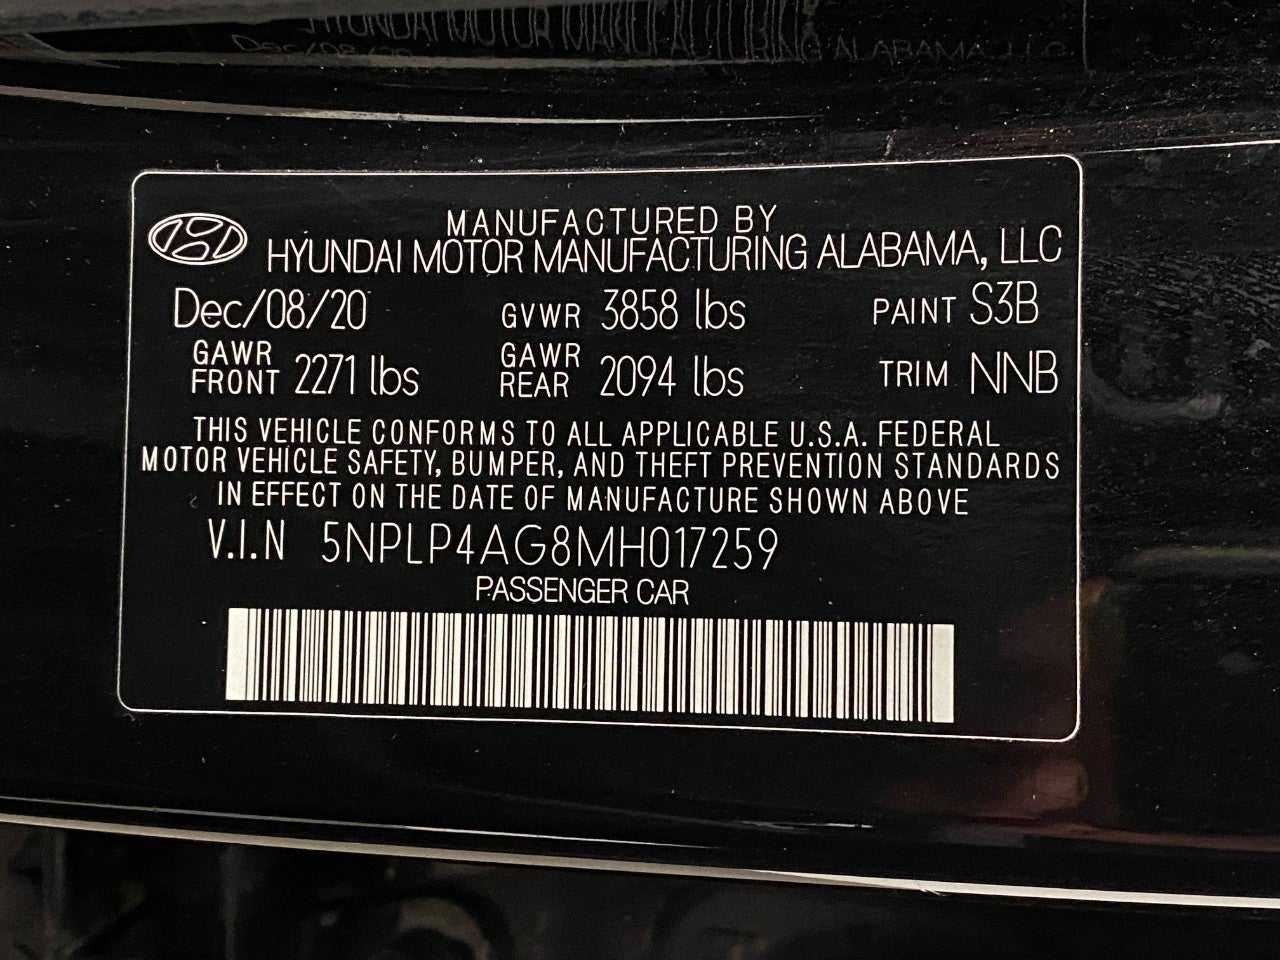 MANUFACTURED BY
HYUNDAI MOTOR MANUFACTURING ALABAMA, LLC
Dec/08/20 GVWR 3858 lbs PAINT S3B
GAWR FRONT 2271 lbs GAWR REAR 2094 lbs TRIM NNB
THIS VEHICLE CONFORMS TO ALL APPLICABLE U.S.A. FEDERAL
MOTOR VEHICLE SAFETY, BUMPER, AND THEFT PREVENTION STANDARDS
IN EFFECT ON THE DATE OF MANUFACTURE SHOWN ABOVE
V.I.N 5NPLP4AG8MH017259
PASSENGER CAR